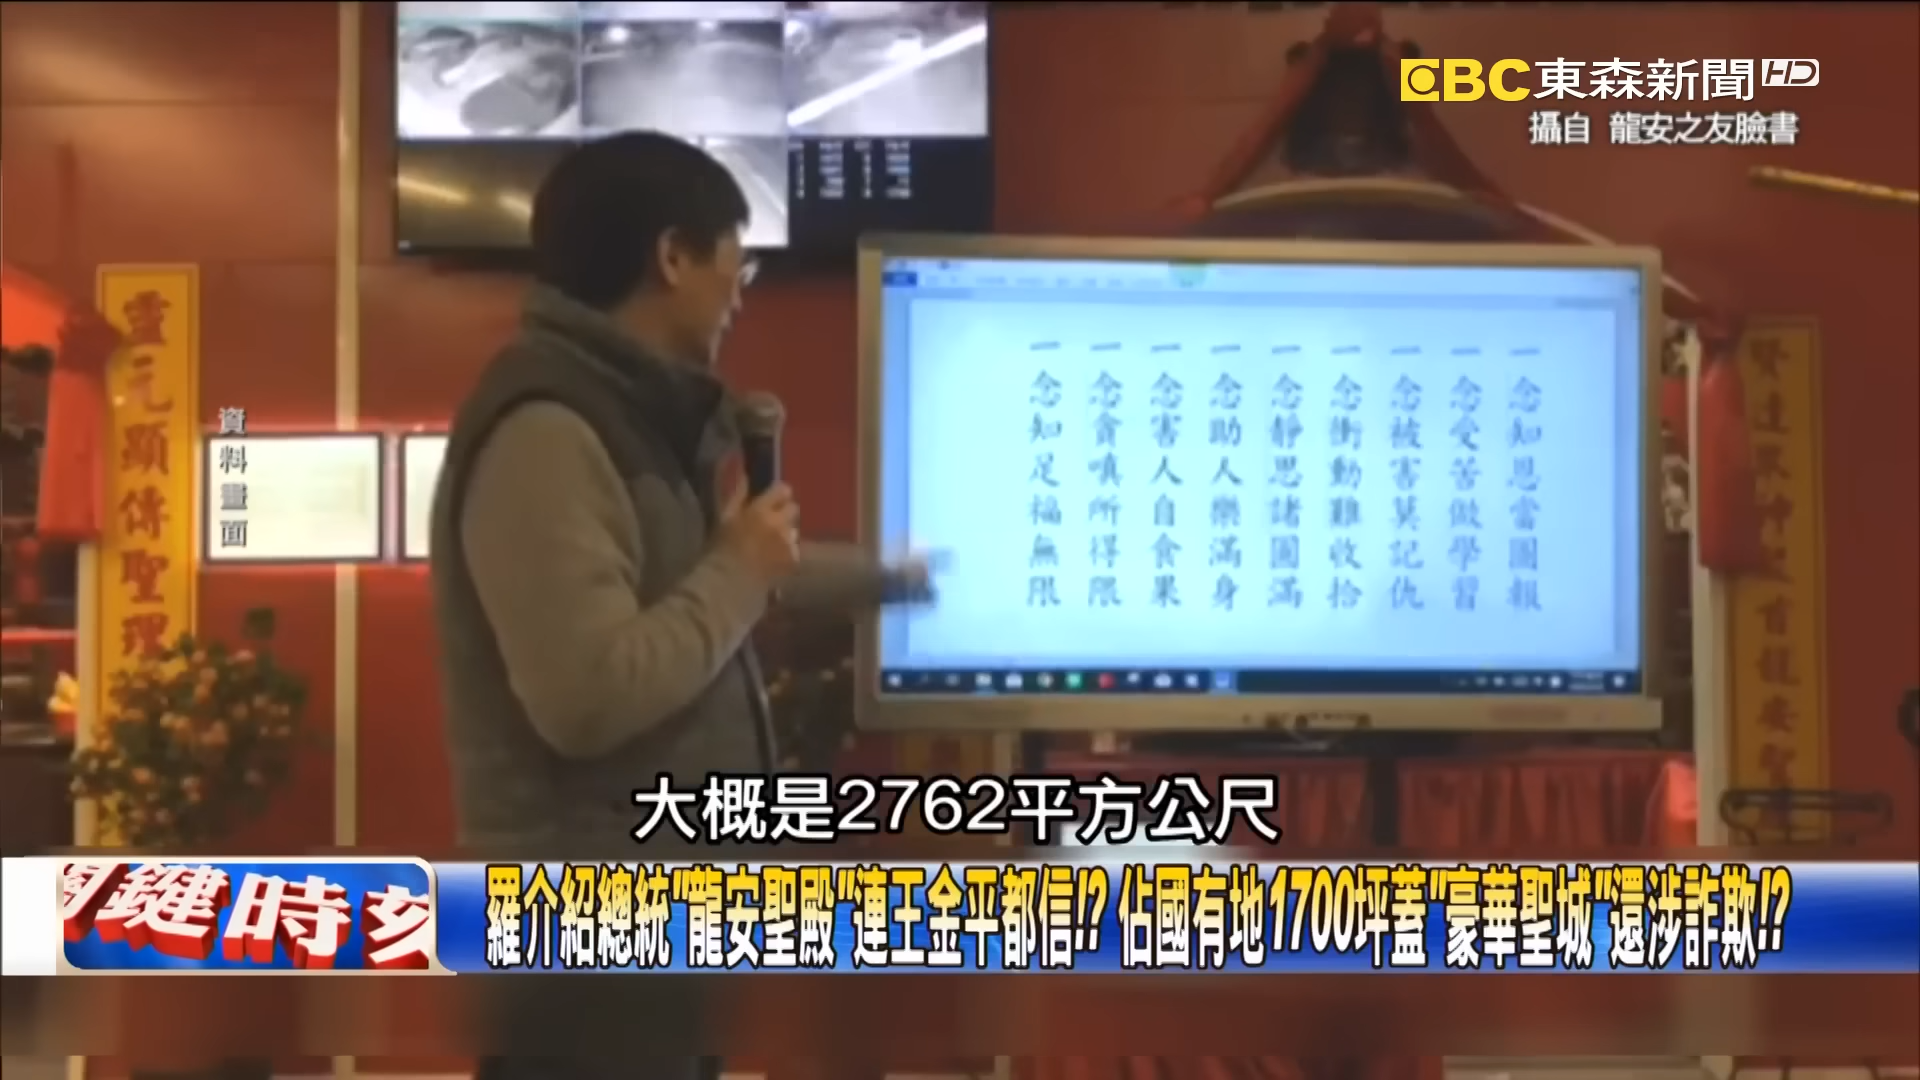 EBC東森新聞HD
攝自 龍安之友臉書
資料畫面
靈元顯傳聖理
一念知恩當圖報
一念受苦做學習
一念被害莫記仇
一念衝動難收拾
一念靜思諸圓滿
一念助人樂滿身
一念害人自食果
一念貪嗔所得限
一念知足福無限
大概是2762平方公尺
關鍵時刻
羅介紹總統"龍安聖殿"連王金平都信!? 佔國有地1700坪蓋"豪華聖城"還涉詐欺!?